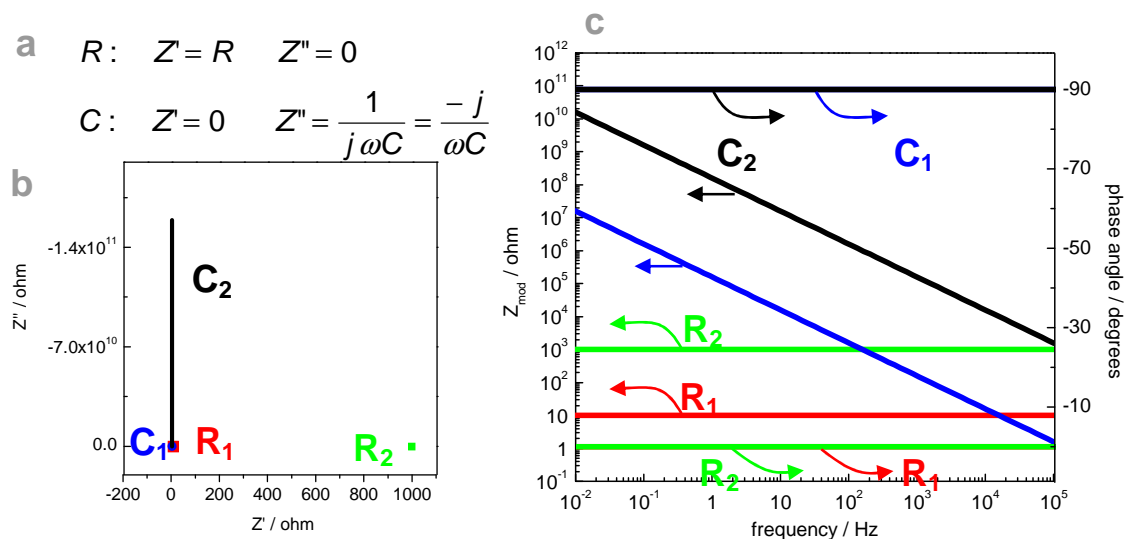 a
R : Z' = R Z" = 0
C : Z' = 0 Z" = 1 / jωC = -j / ωC
b
-1.4x10^11
-7.0x10^10
0.0
Z'' / ohm
C2
C1
R1
R2
-200 0 200 400 600 800 1000
Z' / ohm
c
10^12
10^11
10^10
10^9
10^8
10^7
10^6
10^5
10^4
10^3
10^2
10
1
10^-1
Z mod / ohm
-90
-70
-50
-30
-10
phase angle / degrees
C2
C1
R2
R1
R2
R1
10^-2 10^-1 1 10 10^2 10^3 10^4 10^5
frequency / Hz